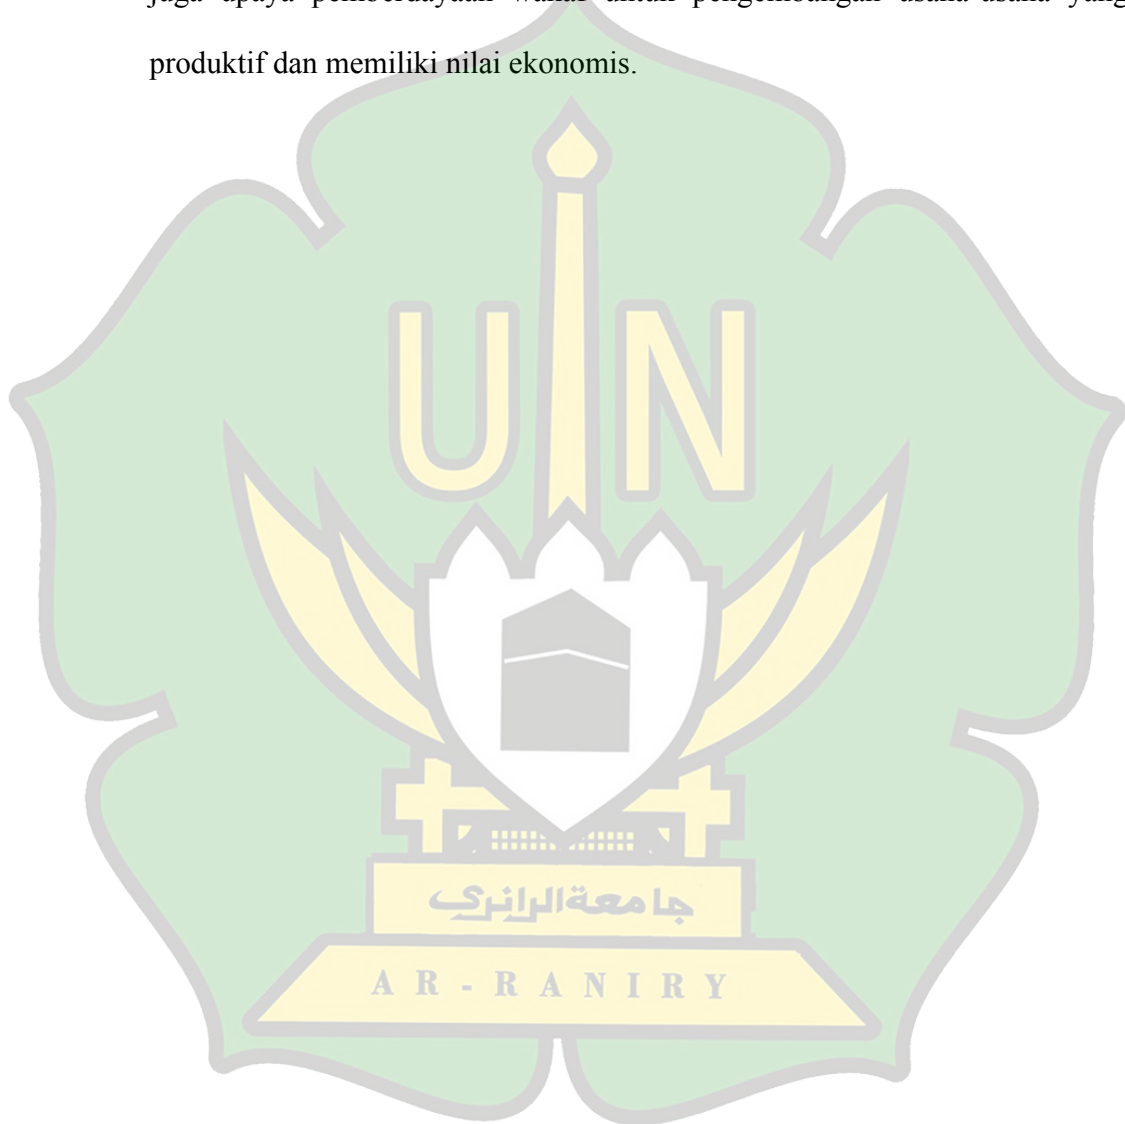 juga upaya pemberdayaan wakaf untuk pengembangan usaha-usaha yang
produktif dan memiliki nilai ekonomis.
UIN
جامعةالرانري
AR-RANIRY